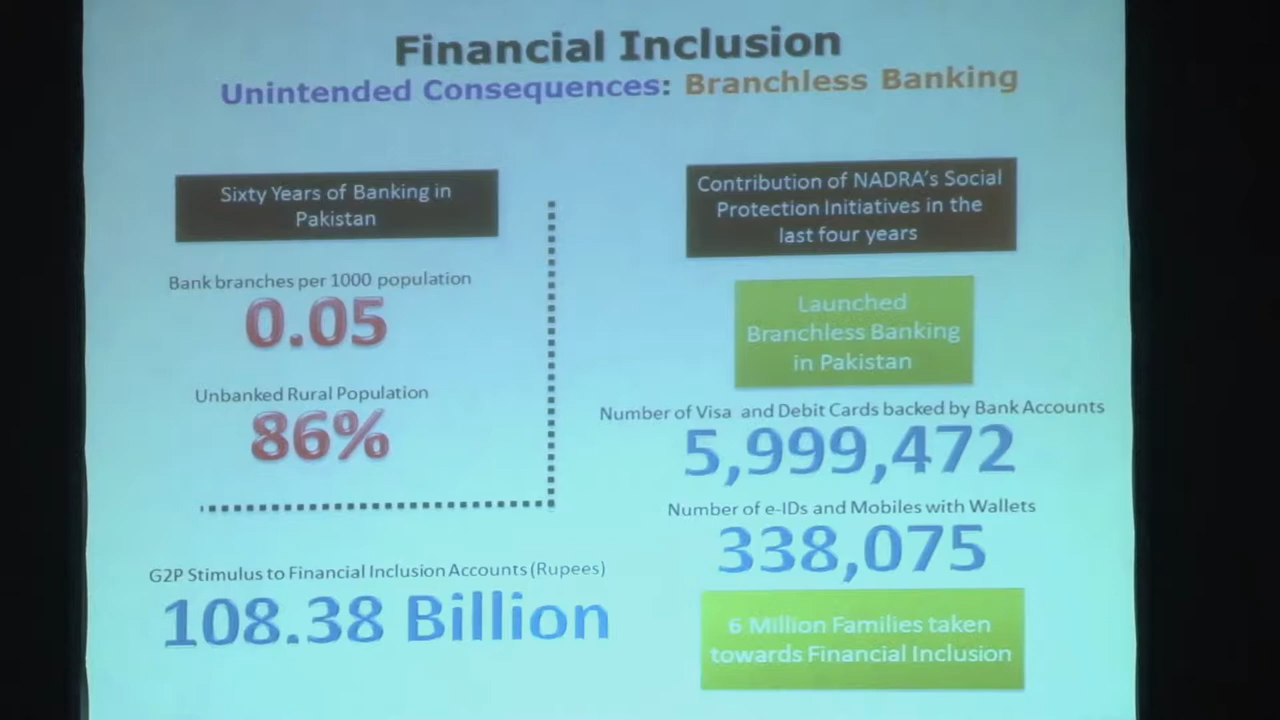 Financial Inclusion
Unintended Consequences: Branchless Banking
Sixty Years of Banking in
Pakistan
Bank branches per 1000 population
0.05
Unbanked Rural Population
86%
G2P Stimulus to Financial Inclusion Accounts (Rupees)
108.38 Billion
Contribution of NADRA's Social
Protection Initiatives in the
last four years
Launched
Branchless Banking
in Pakistan
Number of Visa and Debit Cards backed by Bank Accounts
5,999,472
Number of e-IDs and Mobiles with Wallets
338,075
6 Million Families taken
towards Financial Inclusion